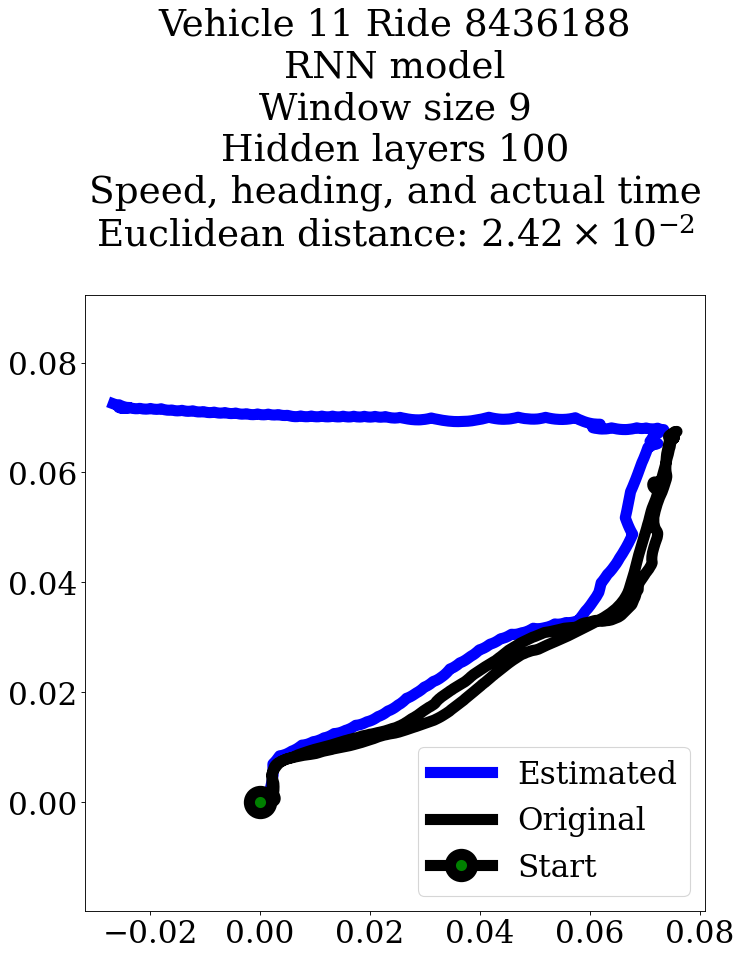 Vehicle 11 Ride 8436188
RNN model
Window size 9
Hidden layers 100
Speed, heading, and actual time
Euclidean distance: 2.42 × 10⁻²
0.08
0.06
0.04
0.02
0.00
Estimated
Original
Start
−0.02 0.00 0.02 0.04 0.06 0.08